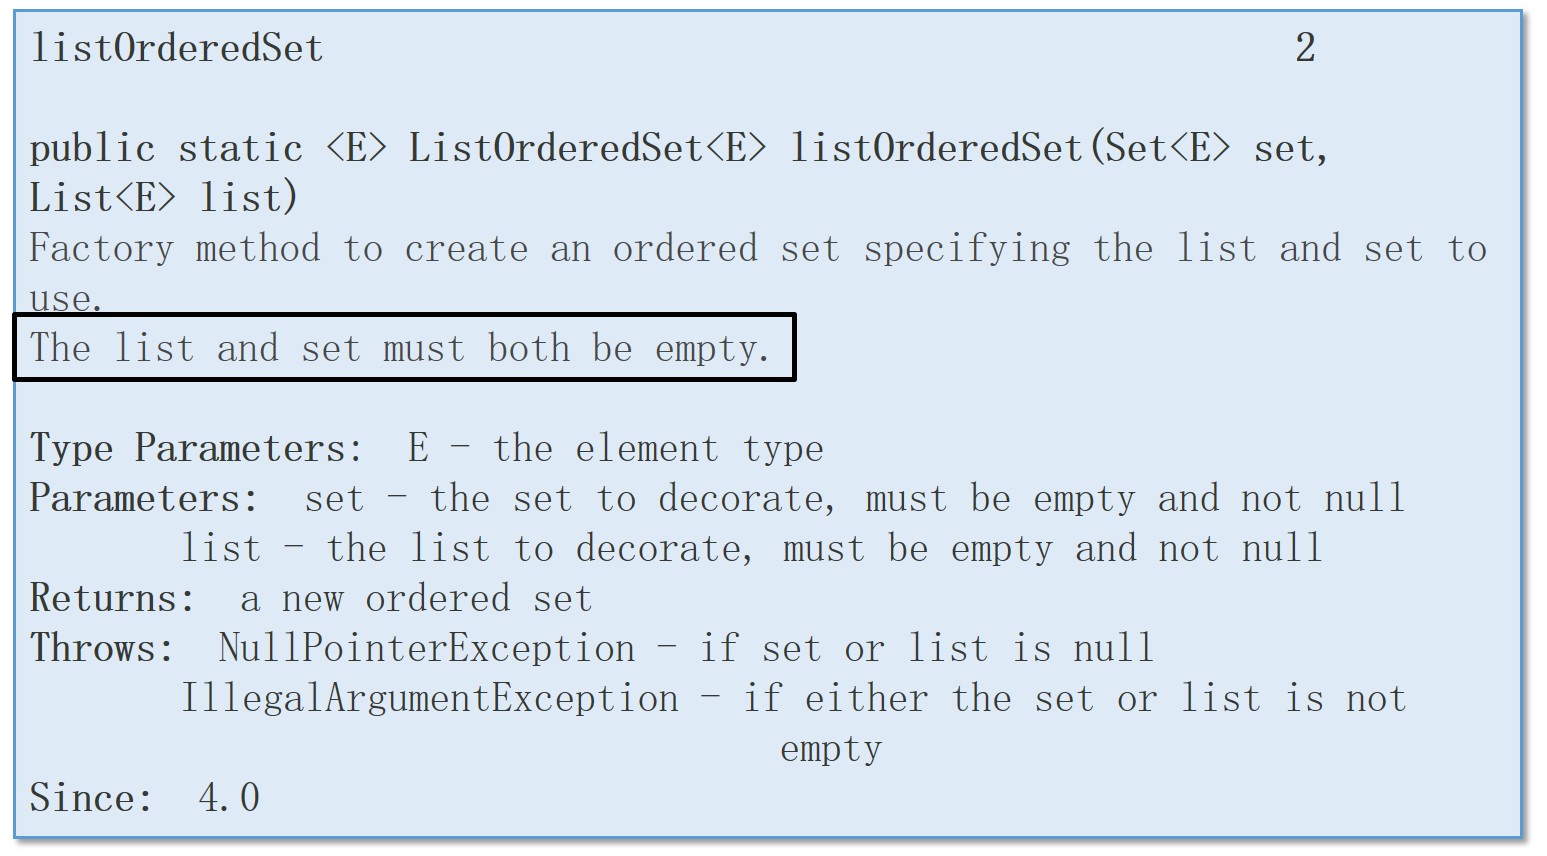 listOrderedSet 2
public static <E> ListOrderedSet<E> listOrderedSet(Set<E> set,
List<E> list)
Factory method to create an ordered set specifying the list and set to
use.
The list and set must both be empty.
Type Parameters: E - the element type
Parameters: set - the set to decorate, must be empty and not null
list - the list to decorate, must be empty and not null
Returns: a new ordered set
Throws: NullPointerException - if set or list is null
IllegalArgumentException - if either the set or list is not
empty
Since: 4.0